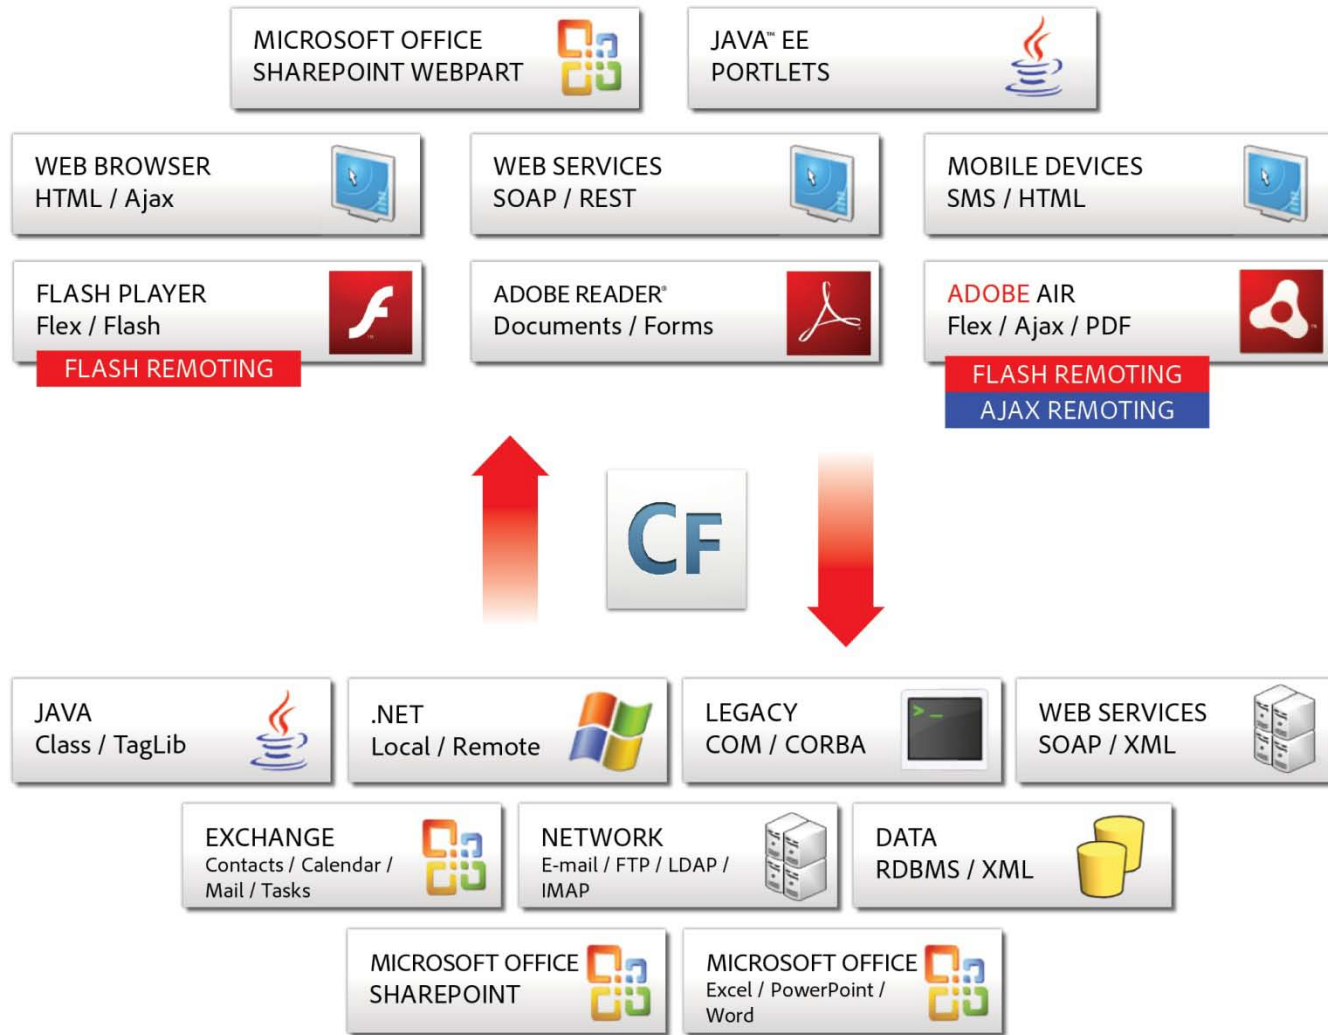 MICROSOFT OFFICE
SHAREPOINT WEBPART
JAVA™ EE
PORTLETS
WEB BROWSER
HTML / Ajax
WEB SERVICES
SOAP / REST
MOBILE DEVICES
SMS / HTML
FLASH PLAYER
Flex / Flash
FLASH REMOTING
ADOBE READER®
Documents / Forms
ADOBE AIR
Flex / Ajax / PDF
FLASH REMOTING
AJAX REMOTING
CF
JAVA
Class / TagLib
.NET
Local / Remote
LEGACY
COM / CORBA
WEB SERVICES
SOAP / XML
EXCHANGE
Contacts / Calendar /
Mail / Tasks
NETWORK
E-mail / FTP / LDAP /
IMAP
DATA
RDBMS / XML
MICROSOFT OFFICE
SHAREPOINT
MICROSOFT OFFICE
Excel / PowerPoint /
Word